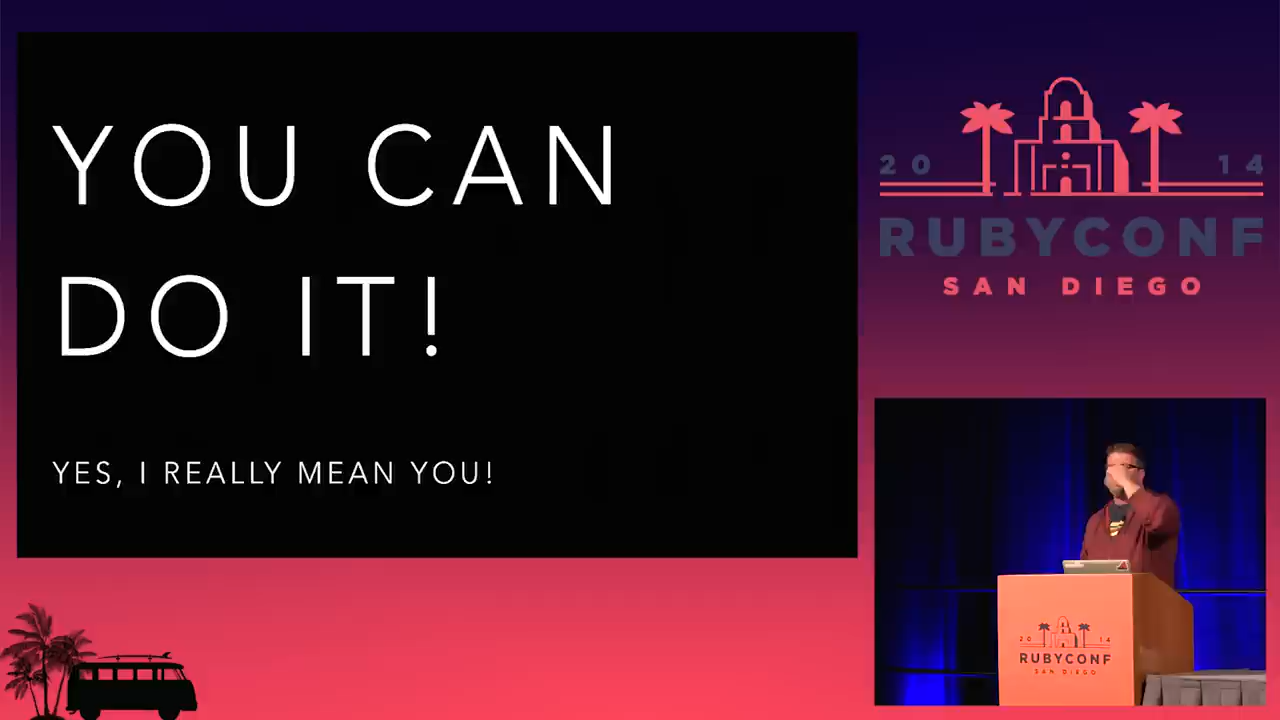 YOU CAN
DO IT!
YES, I REALLY MEAN YOU!
20 14
RUBYCONF
SAN DIEGO
20 14
RUBYCONF
SAN DIEGO